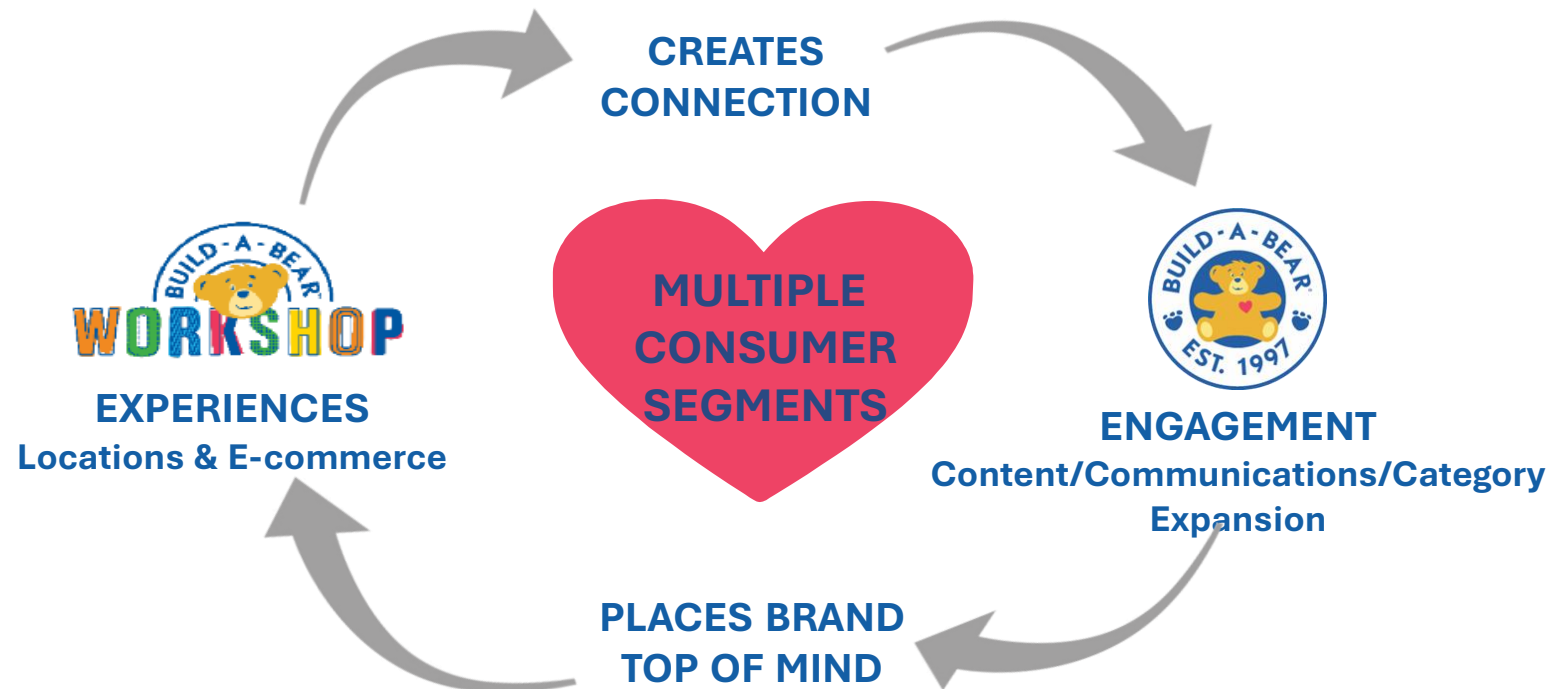 CREATES
CONNECTION
BUILD-A-BEAR
WORKSHOP
EXPERIENCES
Locations & E-commerce
MULTIPLE
CONSUMER
SEGMENTS
BUILD-A-BEAR
EST. 1997
ENGAGEMENT
Content/Communications/Category
Expansion
PLACES BRAND
TOP OF MIND